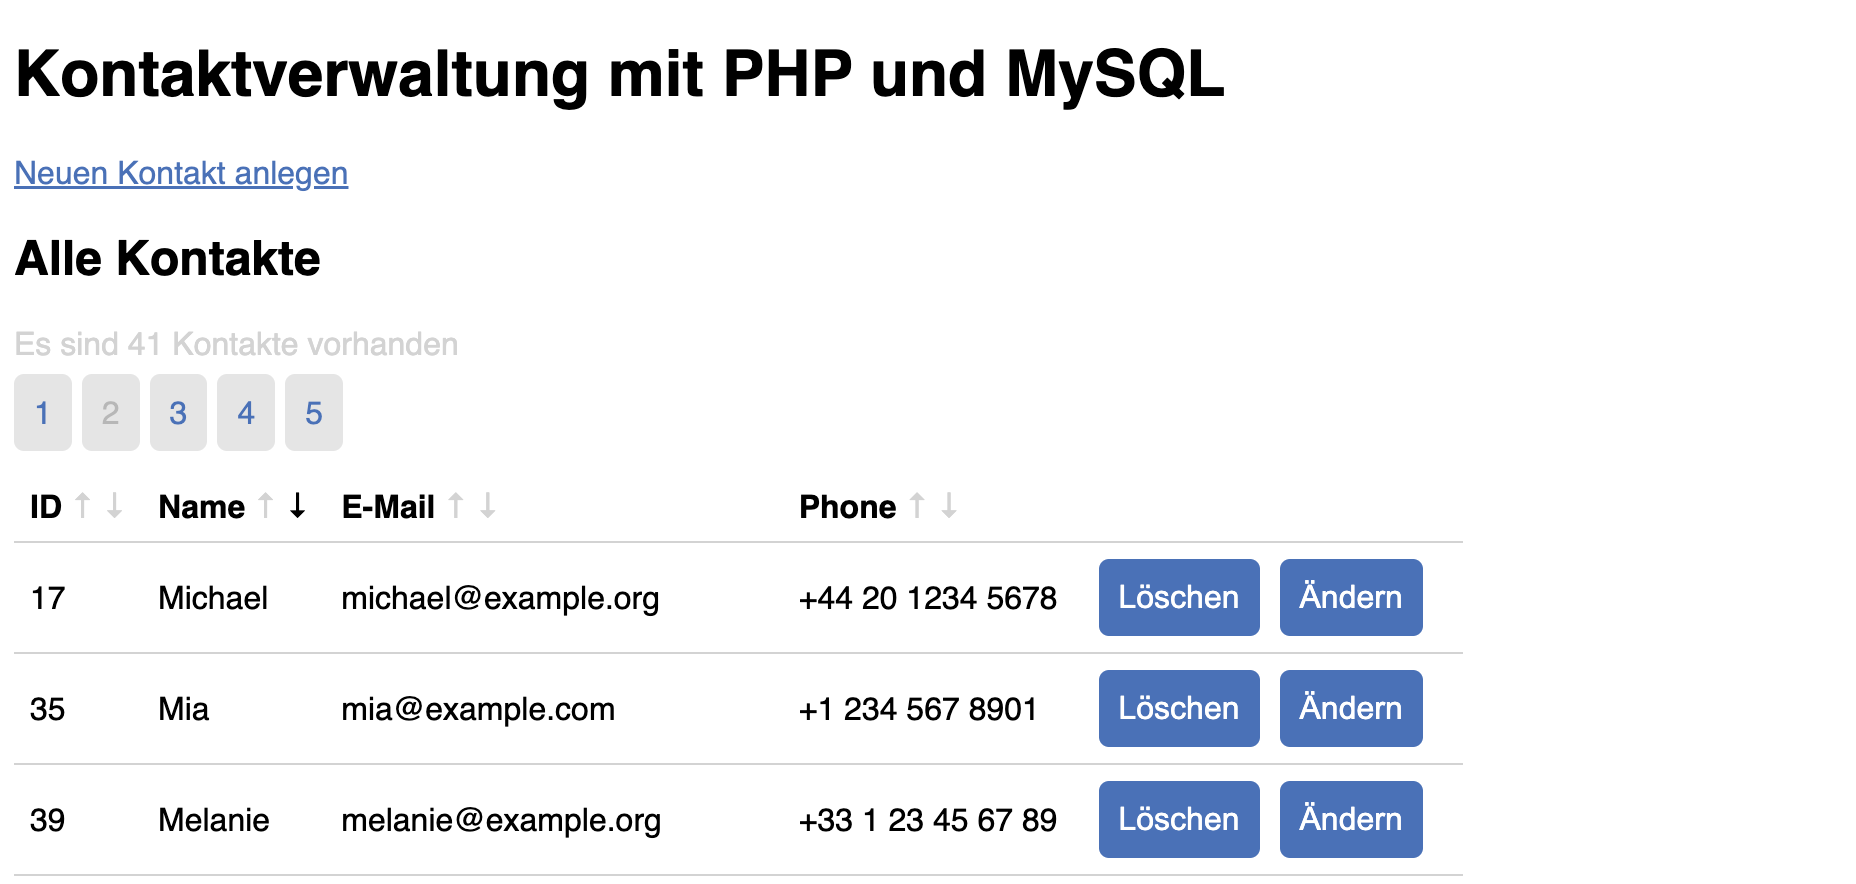 Kontaktverwaltung mit PHP und MySQL
Neuen Kontakt anlegen
Alle Kontakte
Es sind 41 Kontakte vorhanden
1 2 3 4 5
ID ↑ ↓ Name ↑ ↓ E-Mail ↑ ↓ Phone ↑ ↓
17 Michael michael@example.org +44 20 1234 5678 Löschen Ändern
35 Mia mia@example.com +1 234 567 8901 Löschen Ändern
39 Melanie melanie@example.org +33 1 23 45 67 89 Löschen Ändern